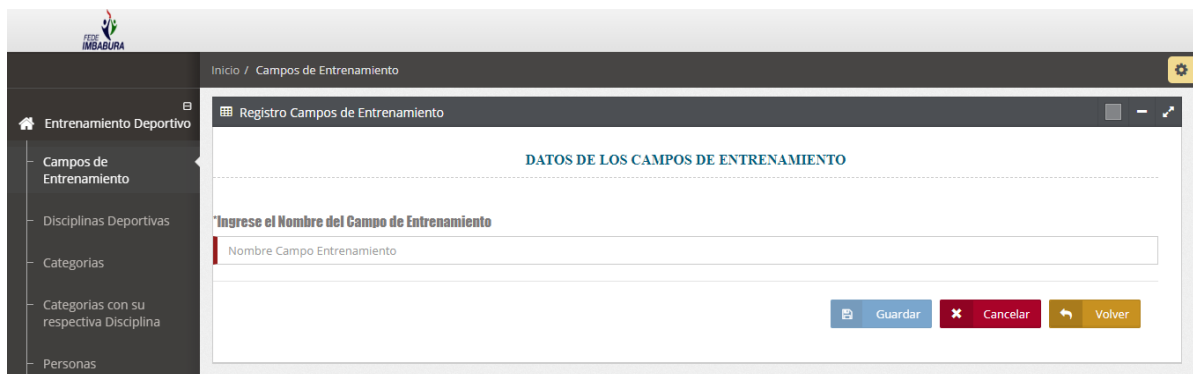 FEDE
IMBABURA
Inicio / Campos de Entrenamiento
Entrenamiento Deportivo
Campos de
Entrenamiento
Disciplinas Deportivas
Categorias
Categorias con su
respectiva Disciplina
Personas
Registro Campos de Entrenamiento
DATOS DE LOS CAMPOS DE ENTRENAMIENTO
*Ingrese el Nombre del Campo de Entrenamiento
Nombre Campo Entrenamiento
Guardar Cancelar Volver